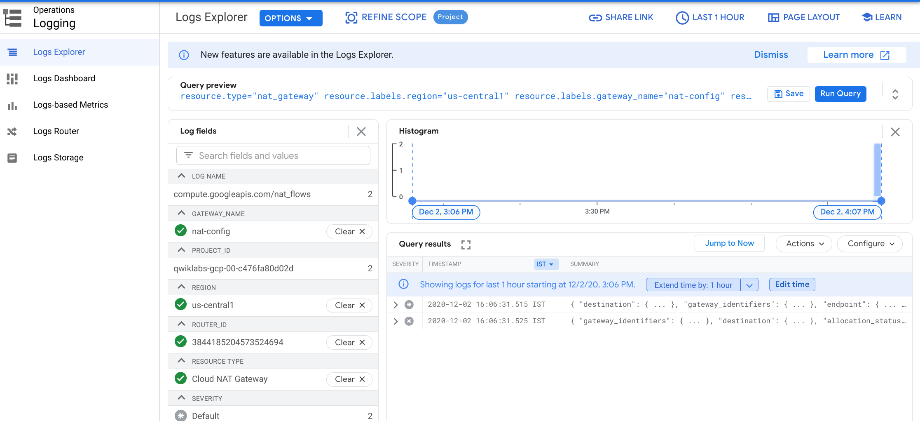 Operations
Logging
Logs Explorer
OPTIONS
REFINE SCOPE
Project
SHARE LINK
LAST 1 HOUR
PAGE LAYOUT
LEARN
Logs Explorer
Logs Dashboard
Logs-based Metrics
Logs Router
Logs Storage
New features are available in the Logs Explorer.
Dismiss
Learn more
Query preview
resource.type="nat_gateway" resource.labels.region="us-central1" resource.labels.gateway_name="nat-config" res...
Save
Run Query
Log fields
Search fields and values
LOG NAME
compute.googleapis.com/nat_flows 2
GATEWAY_NAME
nat-config Clear
PROJECT_ID
qwiklabs-gcp-00-c476fa80d02d 2
REGION
us-central1 Clear
ROUTER_ID
3844185204573524694 Clear
RESOURCE TYPE
Cloud NAT Gateway Clear
SEVERITY
Default 2
Histogram
2
1
0
Dec 2, 3:06 PM
3:30 PM
Dec 2, 4:07 PM
Query results
Jump to Now
Actions
Configure
SEVERITY TIMESTAMP IST SUMMARY
Showing logs for last 1 hour starting at 12/2/20, 3:06 PM.
Extend time by: 1 hour
Edit time
2020-12-02 16:06:31.515 IST { "destination": { ... }, "gateway_identifiers": { ... }, "endpoint": { ... ...
2020-12-02 16:06:31.525 IST { "gateway_identifiers": { ... }, "destination": { ... }, "allocation_status...